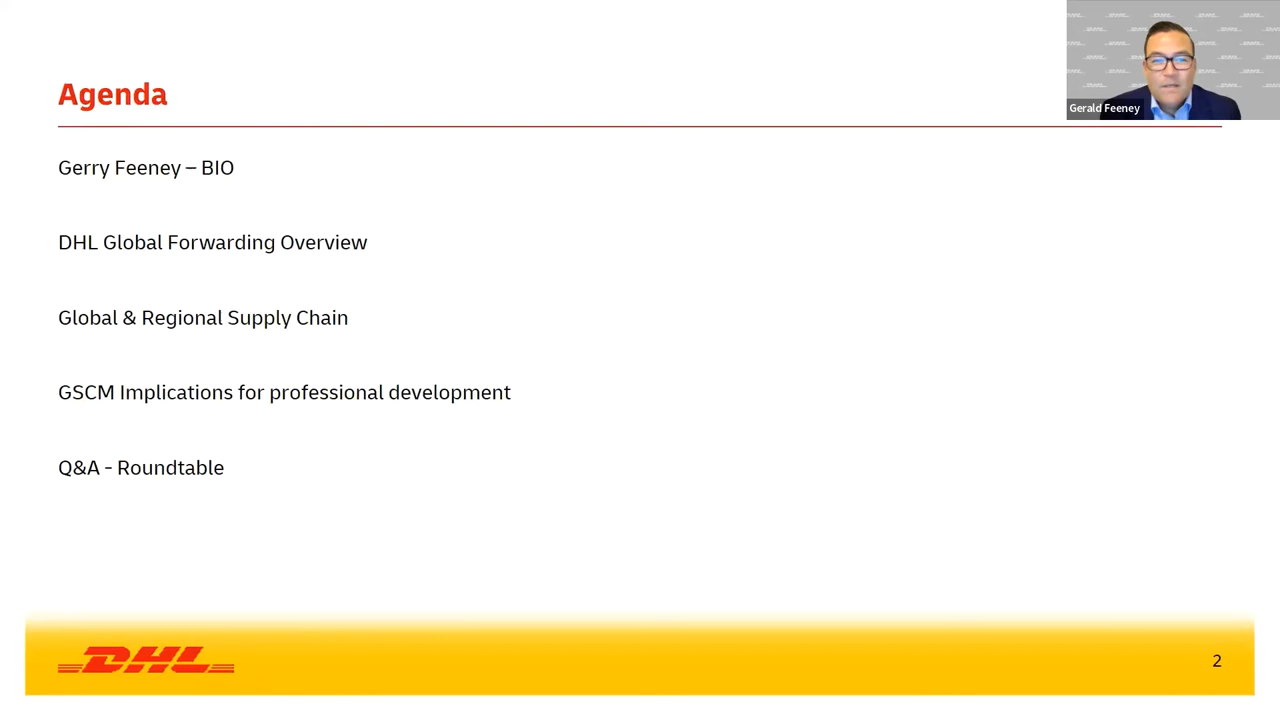 Agenda
Gerald Feeney
Gerry Feeney – BIO
DHL Global Forwarding Overview
Global & Regional Supply Chain
GSCM Implications for professional development
Q&A - Roundtable
DHL
2